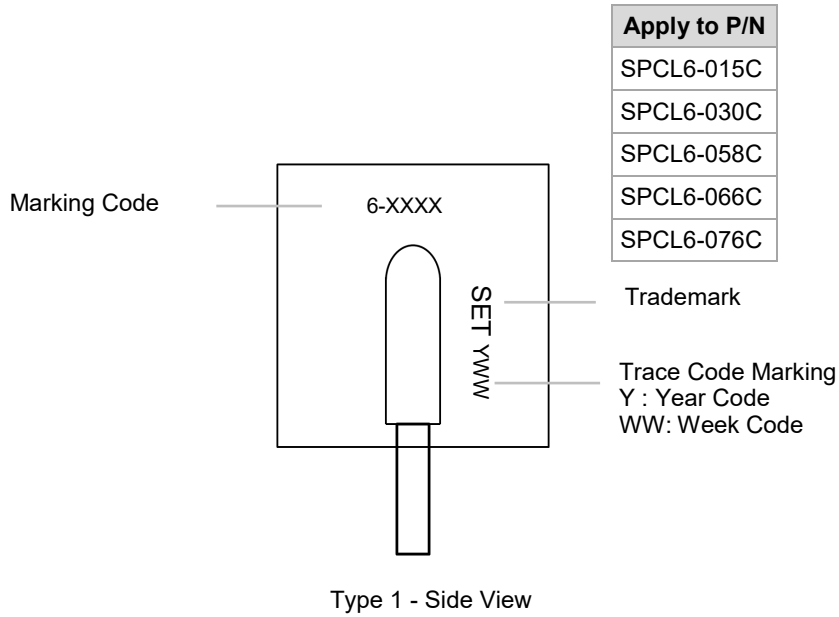 Apply to P/N
SPCL6-015C
SPCL6-030C
SPCL6-058C
SPCL6-066C
SPCL6-076C
Marking Code
6-XXXX
SET YWW
Trademark
Trace Code Marking
Y : Year Code
WW: Week Code
Type 1 - Side View